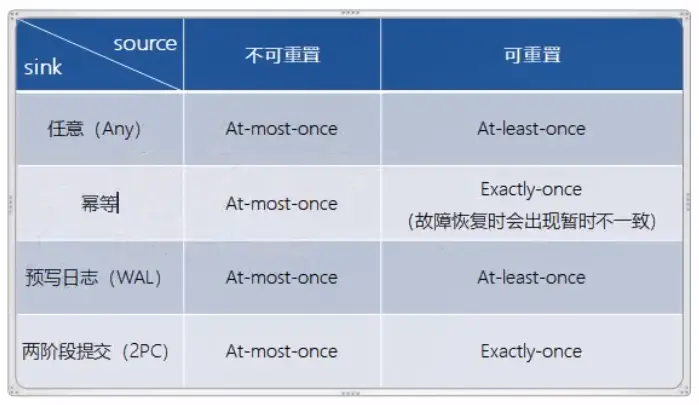 source
sink
不可重置
可重置
任意（Any）
At-most-once
At-least-once
幂等
At-most-once
Exactly-once
（故障恢复时会出现暂时不一致）
预写日志（WAL）
At-most-once
At-least-once
两阶段提交（2PC）
At-most-once
Exactly-once